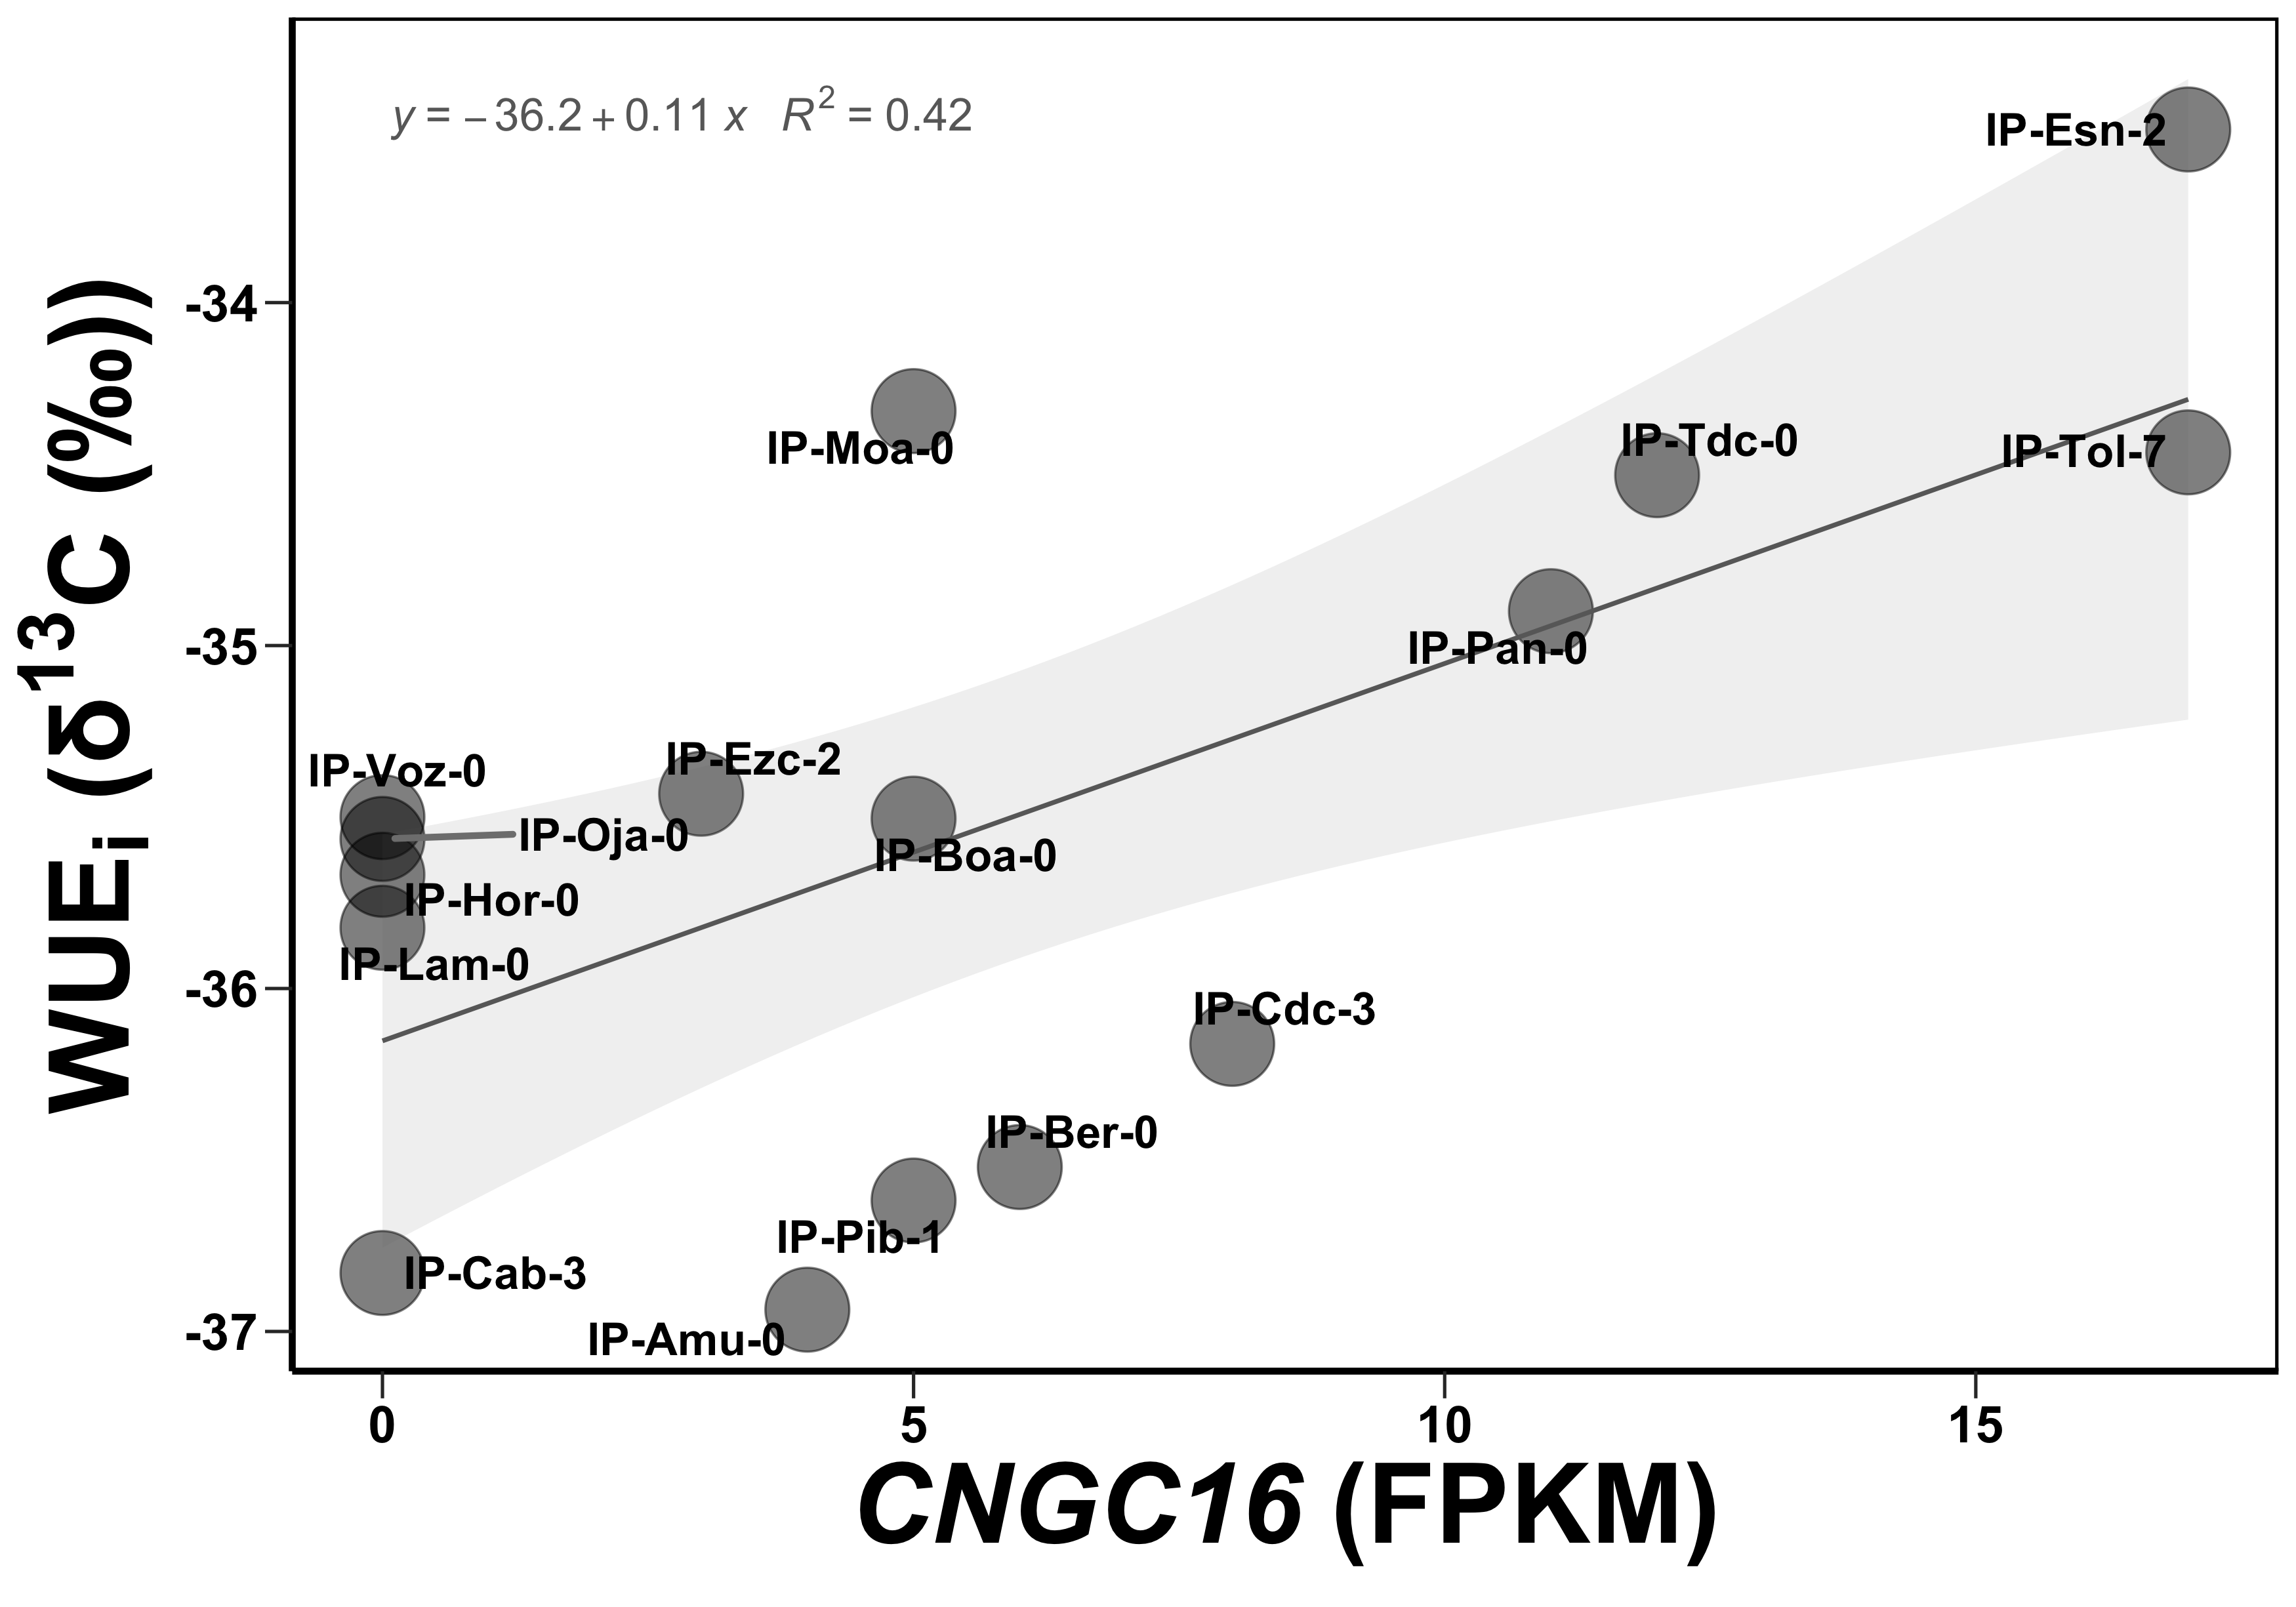 y = −36.2 + 0.11 x R² = 0.42
IP-Esn-2
-34
IP-Moa-0
IP-Tdc-0
IP-Tol-7
-35
IP-Pan-0
IP-Voz-0
IP-Ezc-2
IP-Oja-0
IP-Boa-0
IP-Hor-0
IP-Lam-0
-36
IP-Cdc-3
IP-Ber-0
IP-Pib-1
IP-Cab-3
-37
IP-Amu-0
WUEi (δ¹³C (‰))
0 5 10 15
CNGC16 (FPKM)